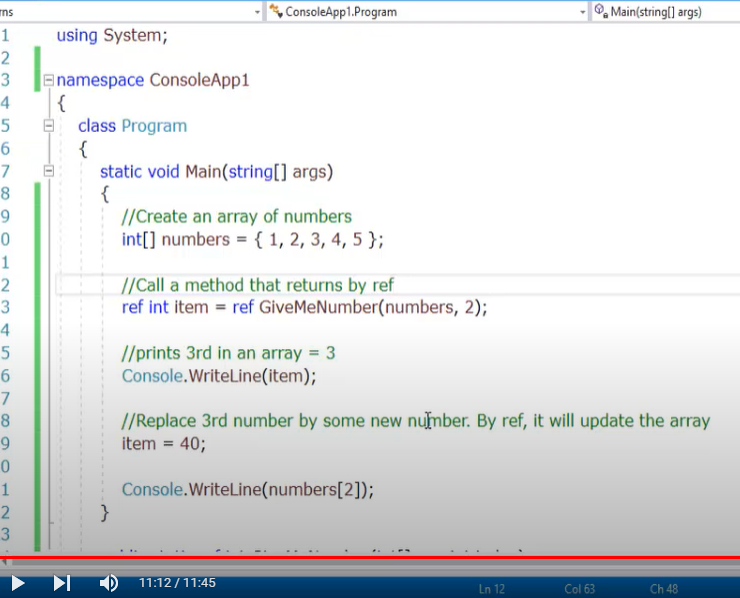 ConsoleApp1.Program Main(string[] args)
1 using System;
2
3 namespace ConsoleApp1
4 {
5 class Program
6 {
7 static void Main(string[] args)
8 {
9 //Create an array of numbers
0 int[] numbers = { 1, 2, 3, 4, 5 };
1
2 //Call a method that returns by ref
3 ref int item = ref GiveMeNumber(numbers, 2);
4
5 //prints 3rd in an array = 3
6 Console.WriteLine(item);
7
8 //Replace 3rd number by some new number. By ref, it will update the array
9 item = 40;
0
1 Console.WriteLine(numbers[2]);
2 }
3
11:12 / 11:45 Ln 12 Col 63 Ch 48